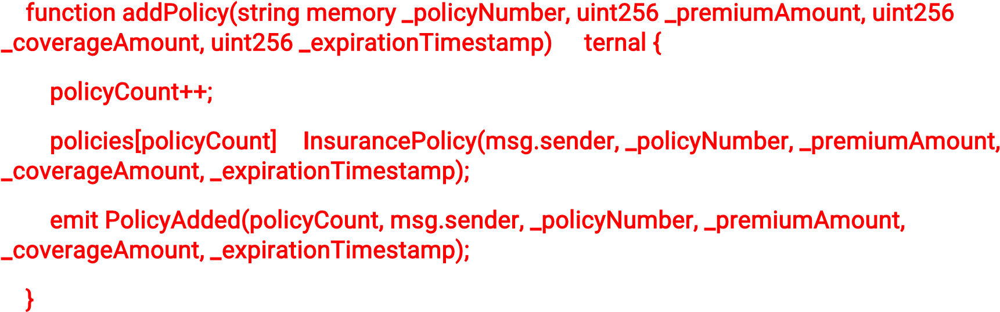 function addPolicy(string memory _policyNumber, uint256 _premiumAmount, uint256
_coverageAmount, uint256 _expirationTimestamp) ternal {
policyCount++;
policies[policyCount] InsurancePolicy(msg.sender, _policyNumber, _premiumAmount,
_coverageAmount, _expirationTimestamp);
emit PolicyAdded(policyCount, msg.sender, _policyNumber, _premiumAmount,
_coverageAmount, _expirationTimestamp);
}